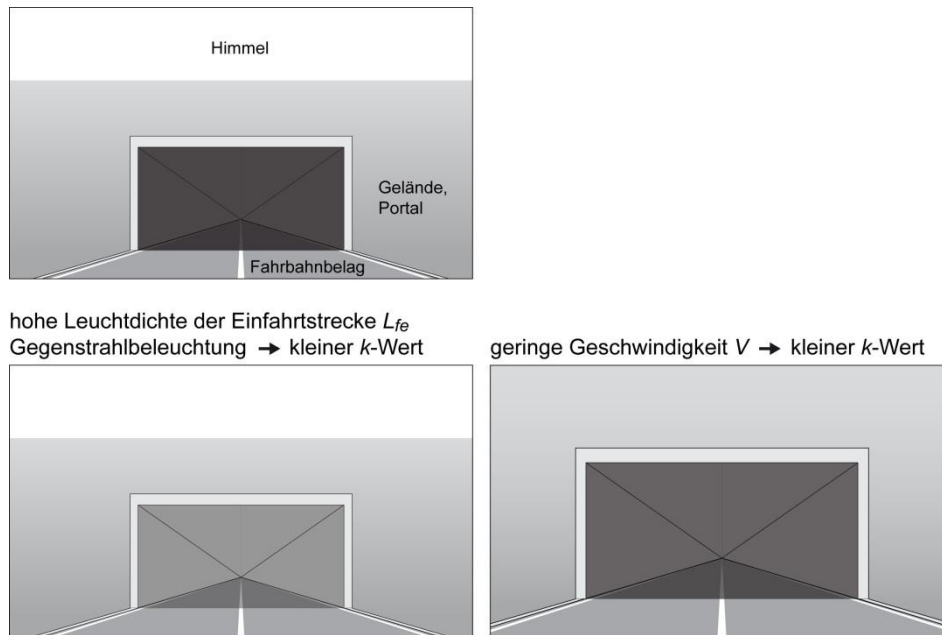 Himmel
Gelände,
Portal
Fahrbahnbelag
hohe Leuchtdichte der Einfahrtstrecke Lfe
Gegenstrahlbeleuchtung → kleiner k-Wert
geringe Geschwindigkeit V → kleiner k-Wert